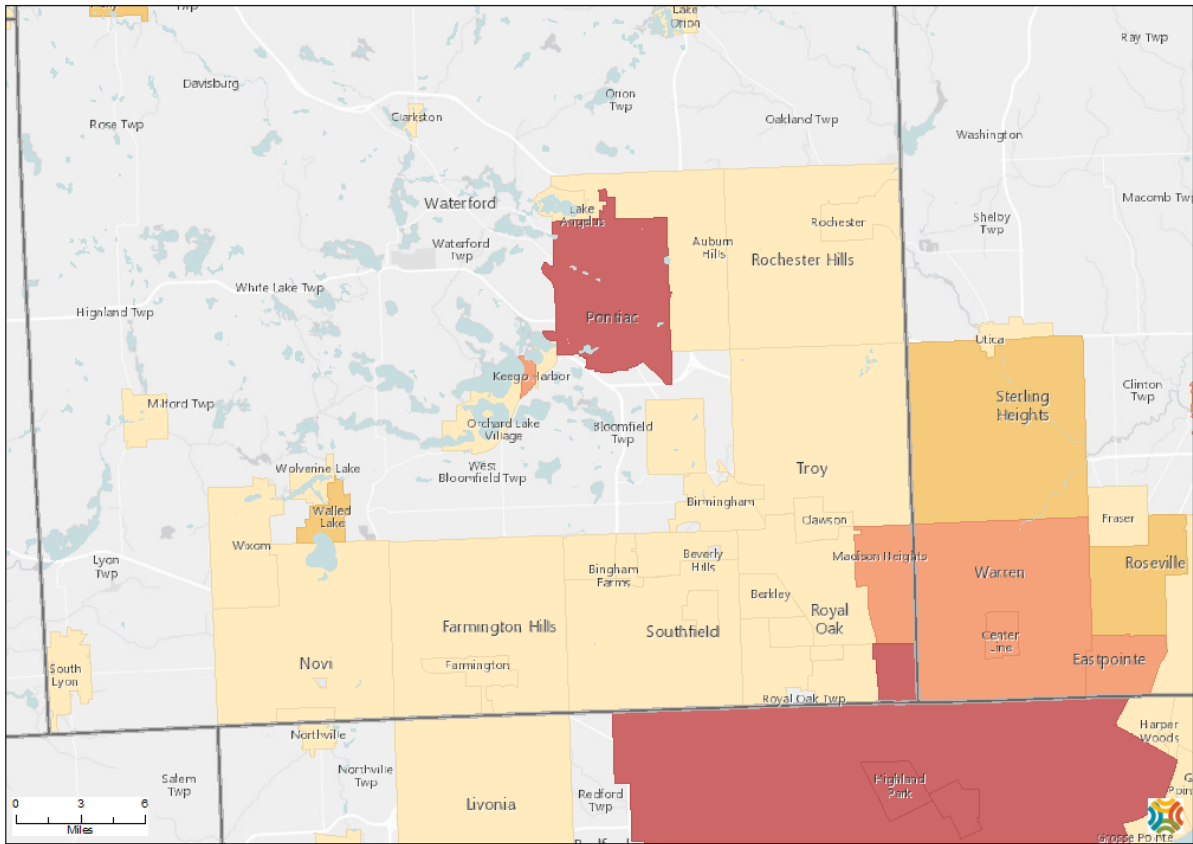 Lake
Orion
Ray Twp
Davisburg
Orion
Twp
Clarkston
Rose Twp
Oakland Twp
Washington
Macomb Twp
Waterford
Lake
Angelus
Rochester
Shelby
Twp
Waterford
Twp
Auburn
Hills
Rochester Hills
White Lake Twp
Highland Twp
Pontiac
Utica
Keego Harbor
Sterling
Heights
Clinton
Twp
Milford Twp
Orchard Lake
Village
Bloomfield
Twp
West
Bloomfield Twp
Wolverine Lake
Troy
Birmingham
Walled
Lake
Clawson
Fraser
Wixom
Lyon
Twp
Bingham
Farms
Beverly
Hills
Madison Heights
Warren
Roseville
Berkley
Royal
Oak
Farmington Hills
Southfield
Center
Line
Eastpointe
Novi
Farmington
South
Lyon
Royal Oak Twp
Northville
Harper
Woods
Northville
Twp
Salem
Twp
Livonia
Redford
Twp
Highland
Park
0 3 6
Miles
Grosse Pointe